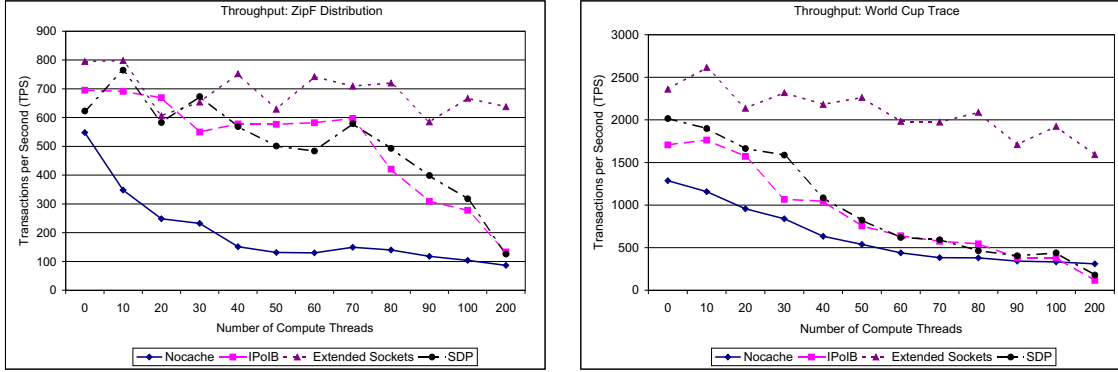 Throughput: ZipF Distribution
Transactions per Second (TPS)
900
800
700
600
500
400
300
200
100
0
0 10 20 30 40 50 60 70 80 90 100 200
Number of Compute Threads
Nocache IPoIB Extended Sockets SDP
Throughput: World Cup Trace
Transactions per Second (TPS)
3000
2500
2000
1500
1000
500
0
0 10 20 30 40 50 60 70 80 90 100 200
Number of Compute Threads
Nocache IPoIB Extended Sockets SDP